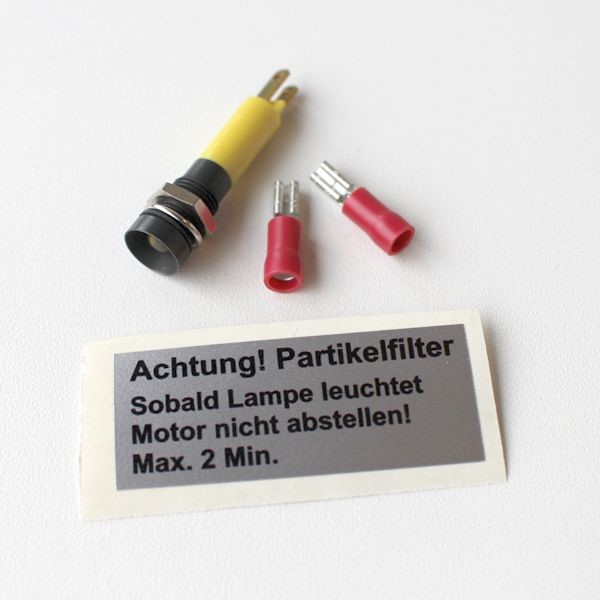 Achtung! Partikelfilter
Sobald Lampe leuchtet
Motor nicht abstellen!
Max. 2 Min.